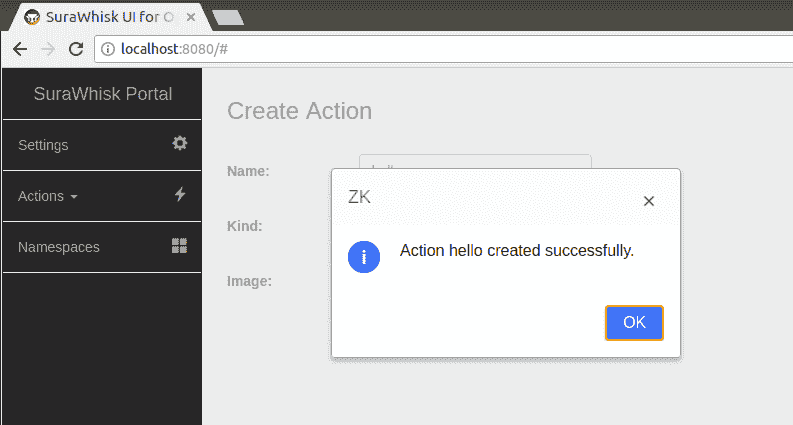 SuraWhisk UI for O
localhost:8080/#
SuraWhisk Portal
Settings
Actions
Namespaces
Create Action
Name:
Kind:
Image:
ZK
Action hello created successfully.
OK